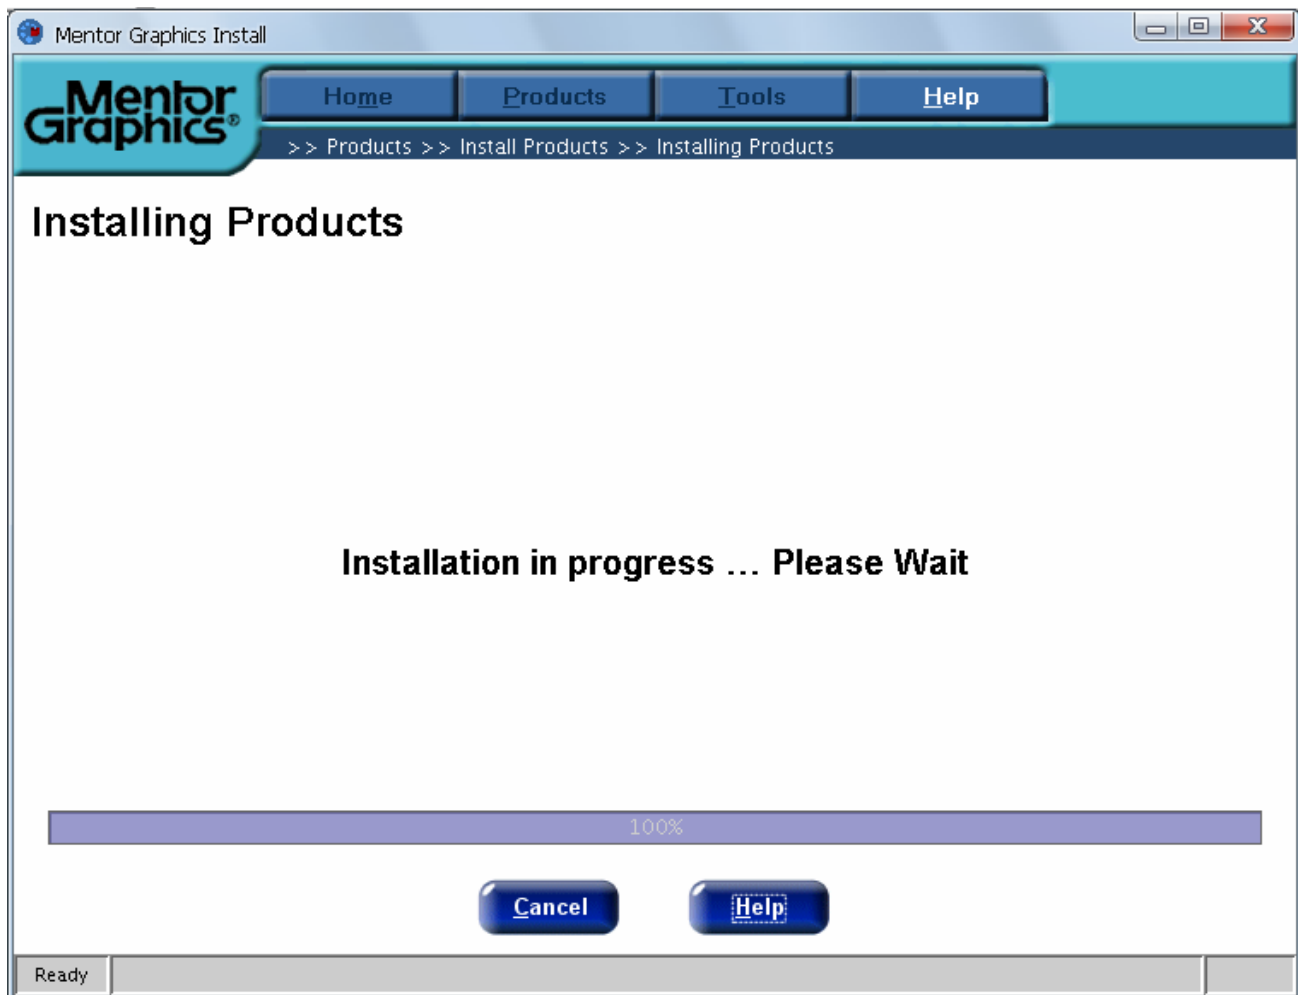 Mentor Graphics Install
Mentor
Graphics®
Home Products Tools Help
>> Products >> Install Products >> Installing Products
Installing Products
Installation in progress ... Please Wait
100%
Cancel Help
Ready